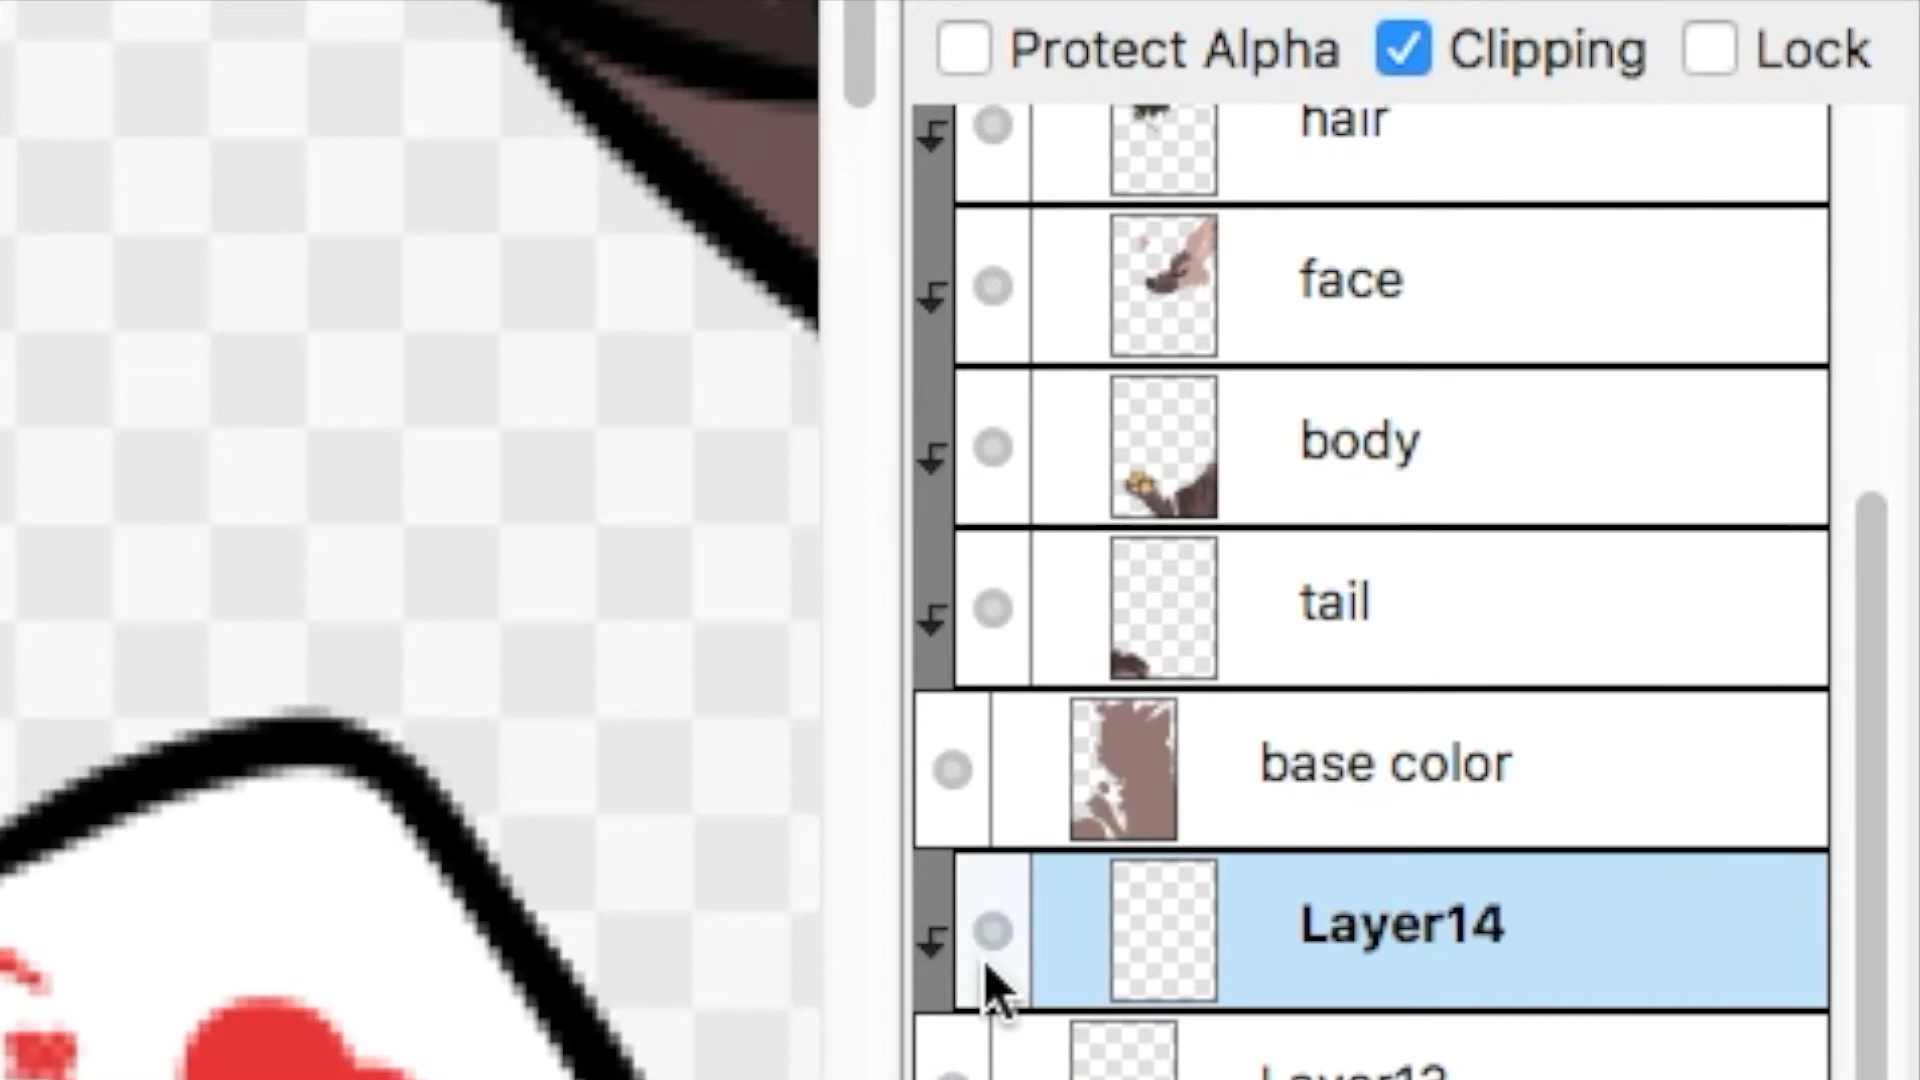 Protect Alpha Clipping Lock
hair
face
body
tail
base color
Layer14